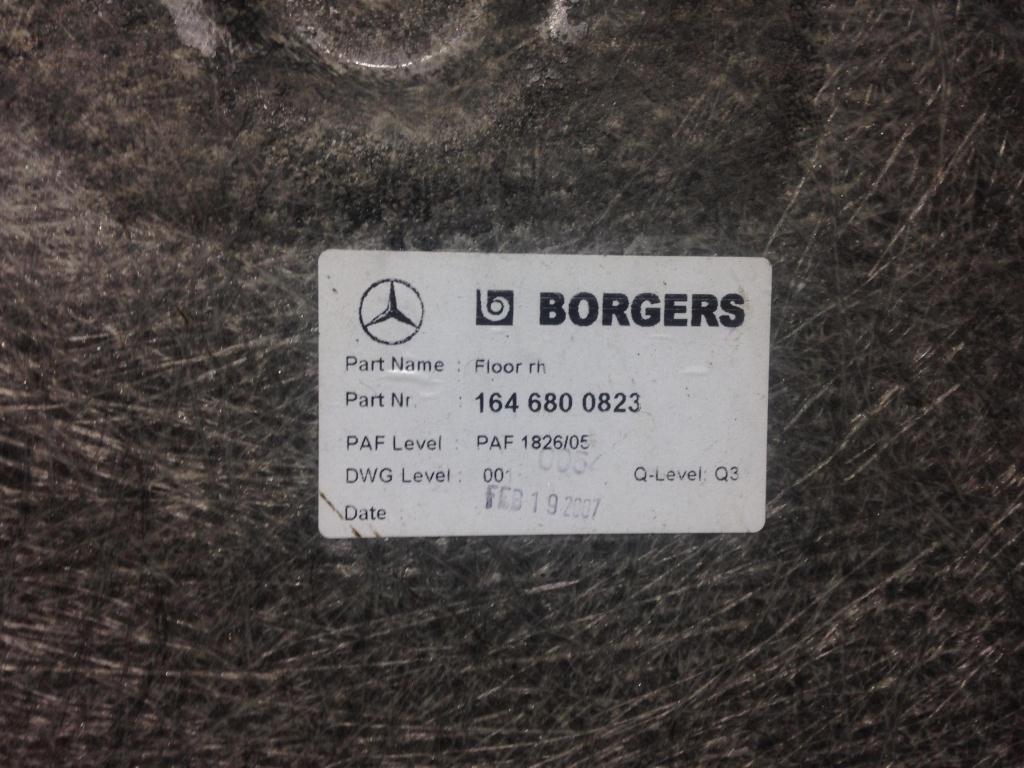 BORGERS
Part Name : Floor rh
Part Nr. : 164 680 0823
PAF Level : PAF 1826/05
DWG Level : 001 Q-Level: Q3
Date FEB 19 2007